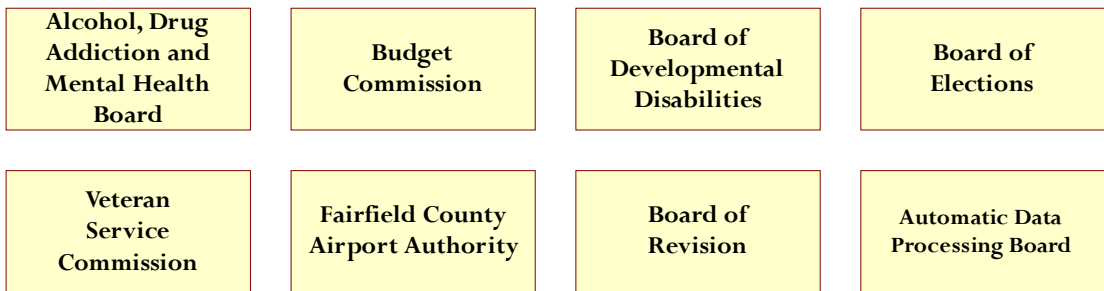 Alcohol, Drug
Addiction and
Mental Health
Board
Budget
Commission
Board of
Developmental
Disabilities
Board of
Elections
Veteran
Service
Commission
Fairfield County
Airport Authority
Board of
Revision
Automatic Data
Processing Board